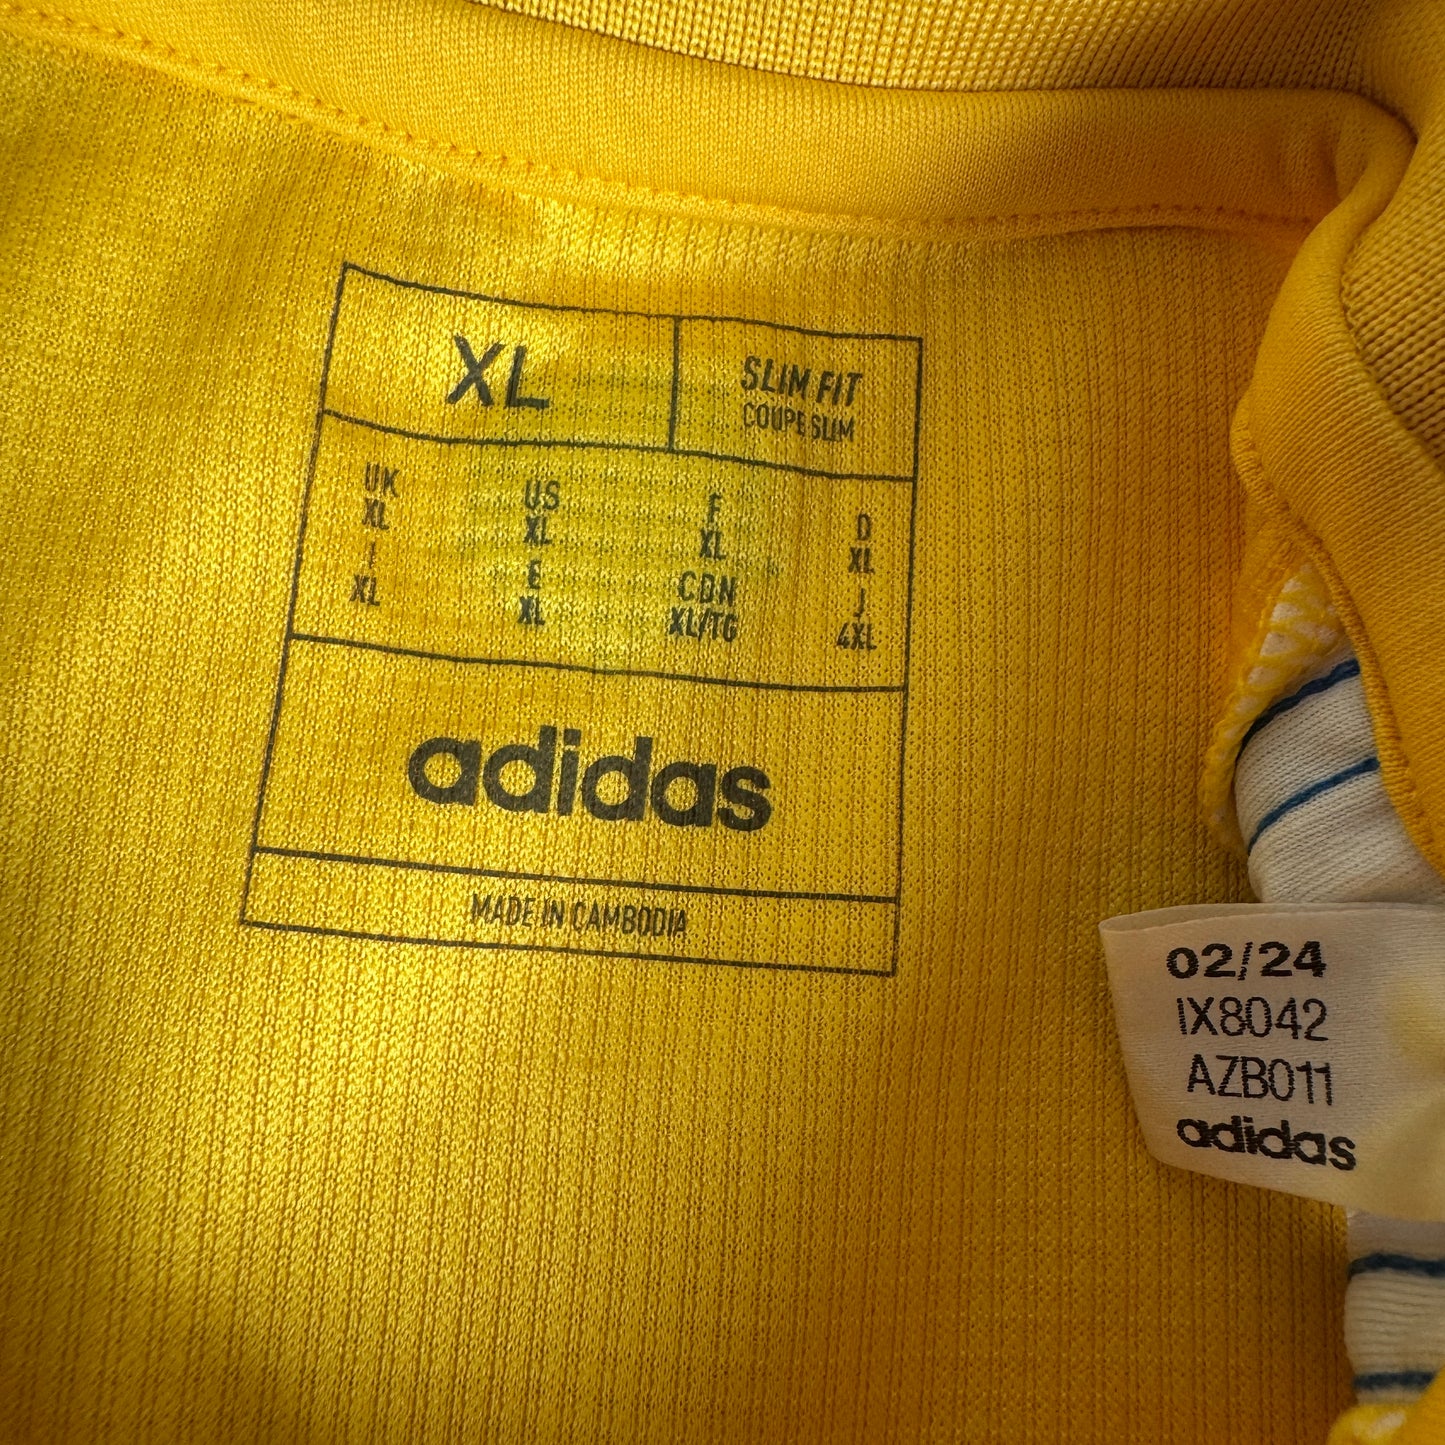 XL
SLIM FIT
COUPE SLIM
UK US F D
XL XL XL XL
I E CDN J
XL XL XL/TG 4XL
adidas
MADE IN CAMBODIA
02/24
IX8042
AZB011
adidas